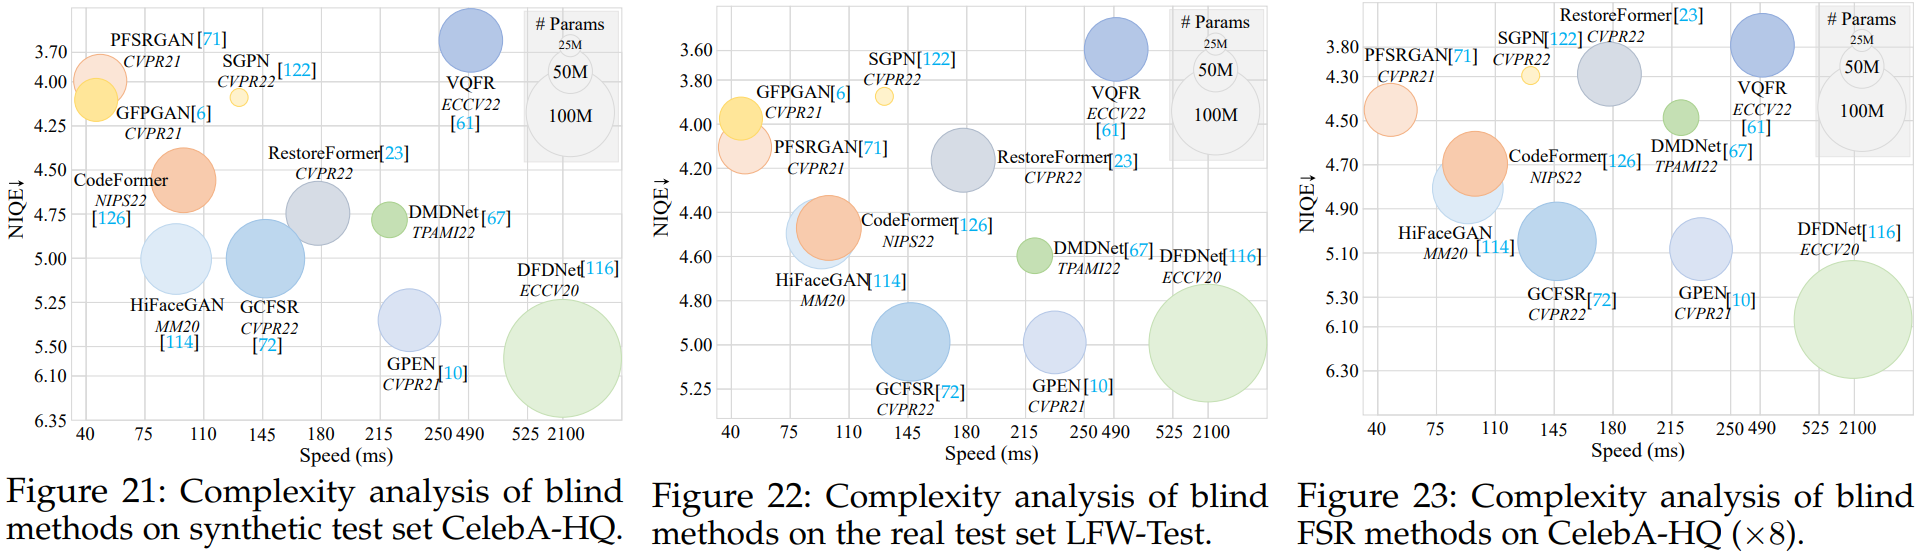 NIQE↓
3.70
4.00
4.25
4.50
4.75
5.00
5.25
5.50
6.10
6.35
PFSRGAN[71]
CVPR21
SGPN [122]
CVPR22
GFPGAN[6]
CVPR21
VQFR
ECCV22
[61]
# Params
25M
50M
100M
CodeFormer
NIPS22
[126]
RestoreFormer[23]
CVPR22
DMDNet[67]
TPAMI22
HiFaceGAN
MM20
[114]
GCFSR
CVPR22
[72]
GPEN[10]
CVPR21
DFDNet[116]
ECCV20
40 75 110 145 180 215 250 490 525 2100
Speed (ms)
Figure 21: Complexity analysis of blind
methods on synthetic test set CelebA-HQ.
NIQE↓
3.60
3.80
4.00
4.20
4.40
4.60
4.80
5.00
5.25
SGPN[122]
CVPR22
GFPGAN[6]
CVPR21
PFSRGAN[71]
CVPR21
VQFR
ECCV22
[61]
# Params
25M
50M
100M
RestoreFormer[23]
CVPR22
CodeFormer[126]
NIPS22
HiFaceGAN[114]
MM20
DMDNet[67]
TPAMI22
DFDNet[116]
ECCV20
GCFSR[72]
CVPR22
GPEN[10]
CVPR21
40 75 110 145 180 215 250 490 525 2100
Speed (ms)
Figure 22: Complexity analysis of blind
methods on the real test set LFW-Test.
NIQE↓
3.80
4.30
4.50
4.70
4.90
5.10
5.30
6.10
6.30
RestoreFormer[23]
CVPR22
SGPN[122]
CVPR22
PFSRGAN[71]
CVPR21
VQFR
ECCV22
[61]
# Params
25M
50M
100M
DMDNet[67]
TPAMI22
CodeFormer[126]
NIPS22
HiFaceGAN[114]
MM20
GCFSR[72]
CVPR22
GPEN[10]
CVPR21
DFDNet[116]
ECCV20
40 75 110 145 180 215 250 490 525 2100
Speed (ms)
Figure 23: Complexity analysis of blind
FSR methods on CelebA-HQ (×8).